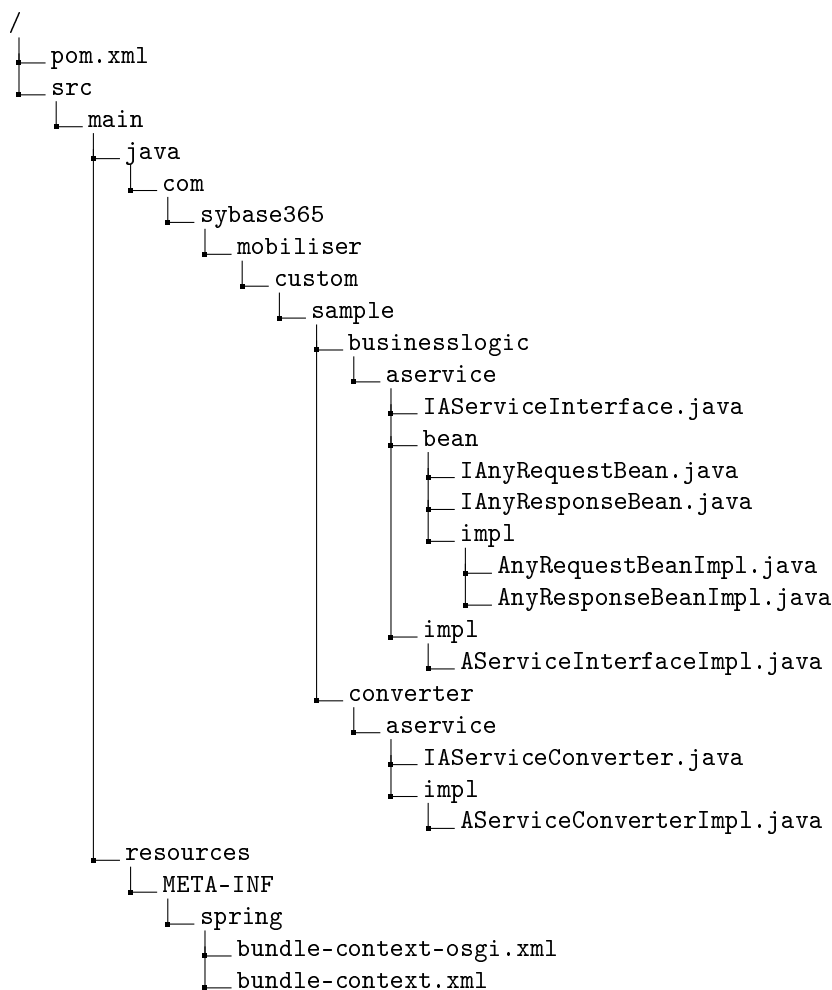 /
pom.xml
src
main
java
com
sybase365
mobiliser
custom
sample
businesslogic
aservice
IAServiceInterface.java
bean
IAnyRequestBean.java
IAnyResponseBean.java
impl
AnyRequestBeanImpl.java
AnyResponseBeanImpl.java
impl
AServiceInterfaceImpl.java
converter
aservice
IAServiceConverter.java
impl
AServiceConverterImpl.java
resources
META-INF
spring
bundle-context-osgi.xml
bundle-context.xml